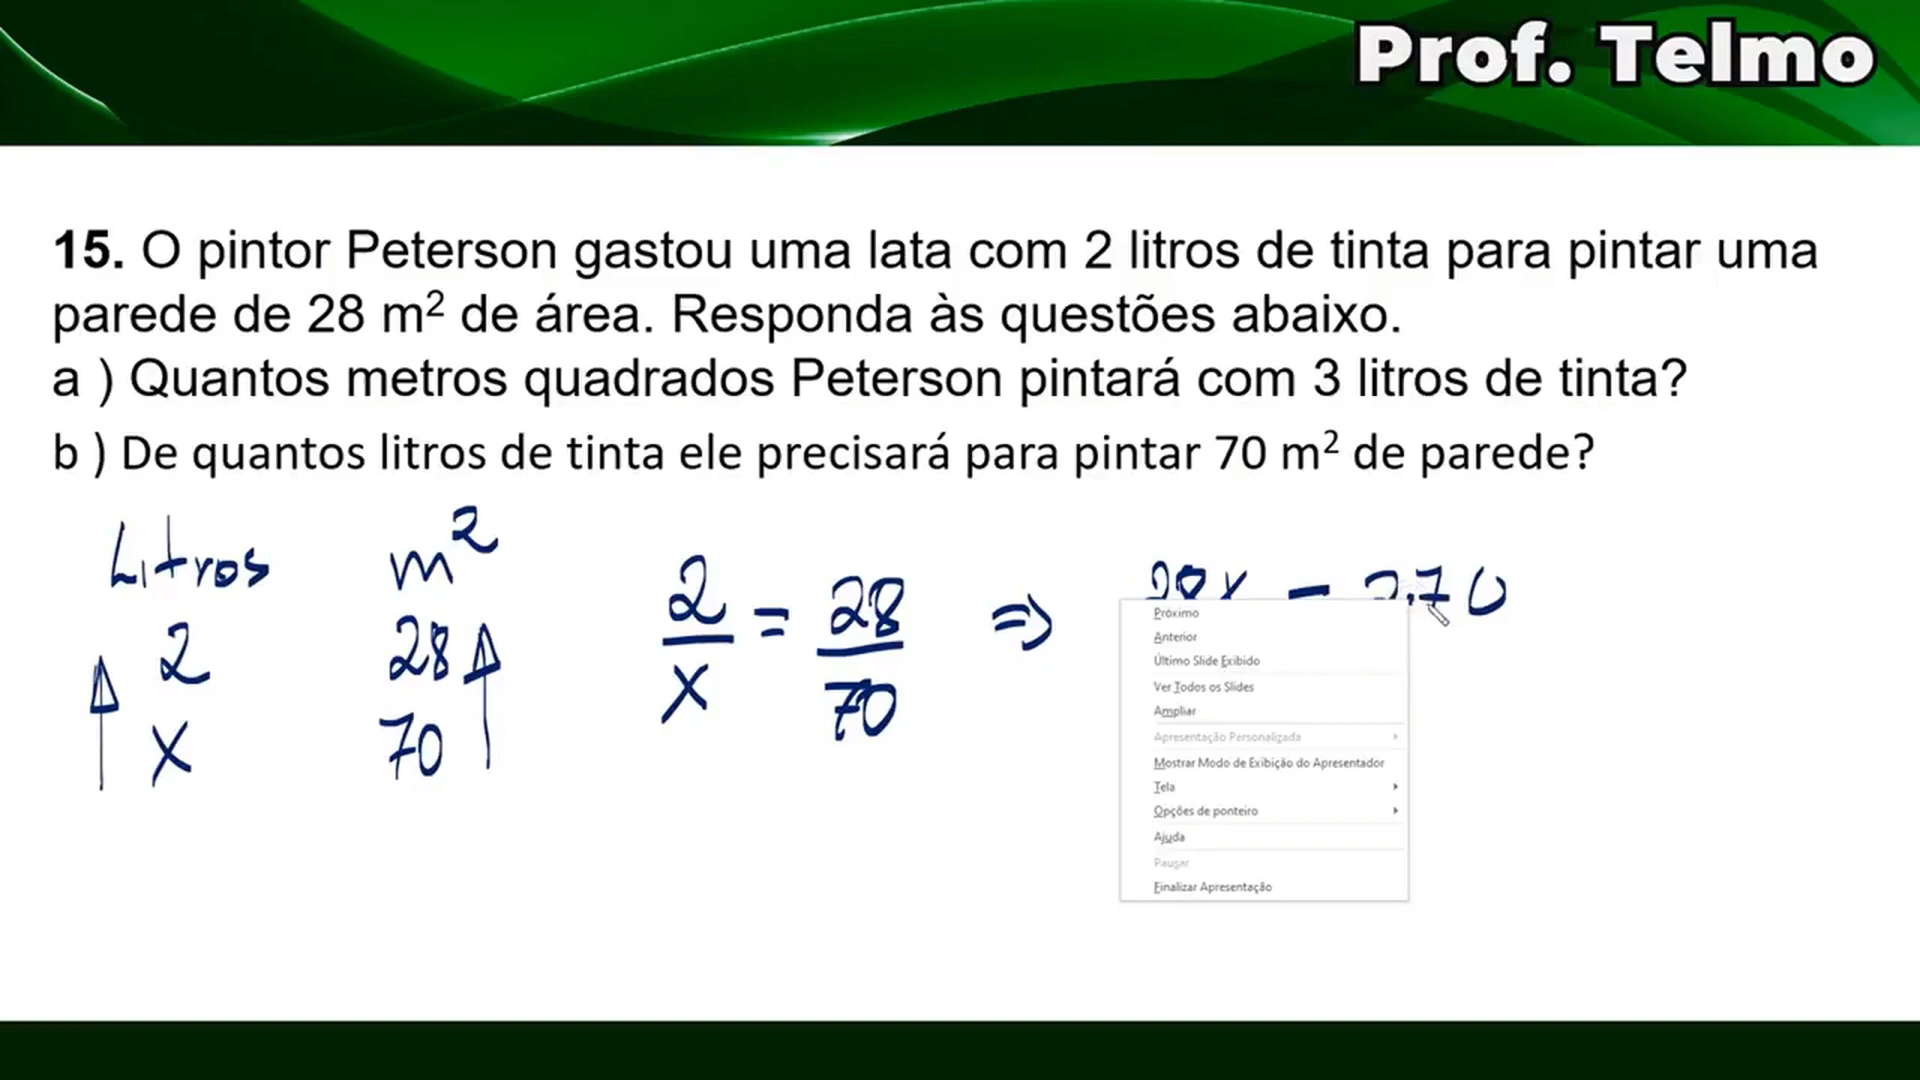 Prof. Telmo
15. O pintor Peterson gastou uma lata com 2 litros de tinta para pintar uma
parede de 28 m² de área. Responda às questões abaixo.
a ) Quantos metros quadrados Peterson pintará com 3 litros de tinta?
b ) De quantos litros de tinta ele precisará para pintar 70 m² de parede?
Litros m²
2 28
x 70
2/x = 28/70 ⇒ 28x = 2.70
Próximo
Anterior
Último Slide Exibido
Ver Todos os Slides
Ampliar
Apresentação Personalizada
Mostrar Modo de Exibição do Apresentador
Tela
Opções de ponteiro
Ajuda
Pausar
Finalizar Apresentação